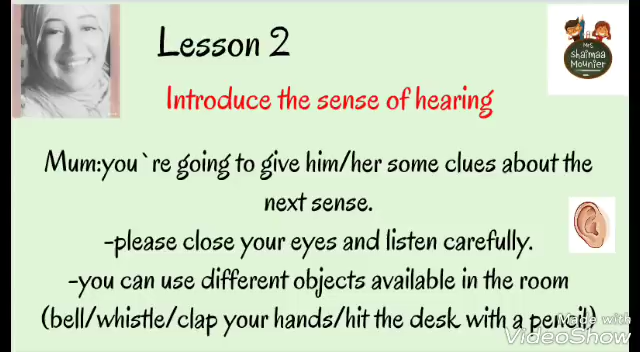 Lesson 2
Mrs
Shaimaa
Mounier
Introduce the sense of hearing
Mum:you`re going to give him/her some clues about the
next sense.
-please close your eyes and listen carefully.
-you can use different objects available in the room
(bell/whistle/clap your hands/hit the desk with a pencil)
Made with
VideoShow